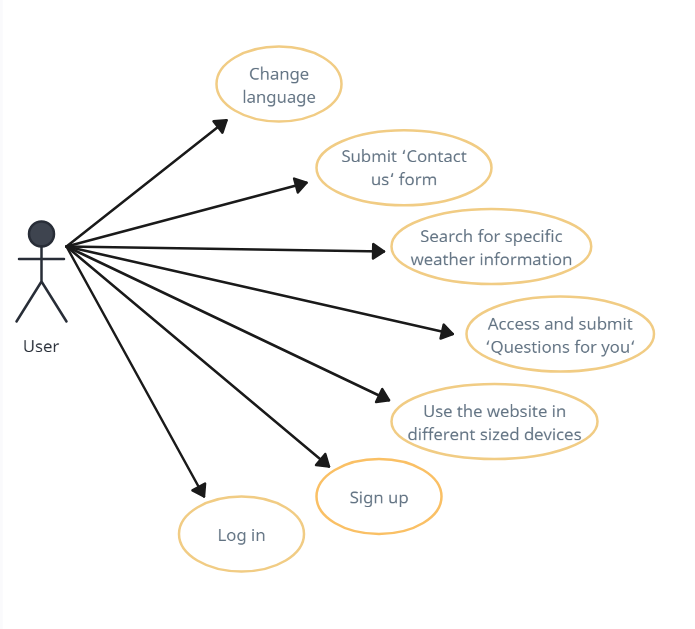 Change
language
Submit ‘Contact
us‘ form
Search for specific
weather information
User
Access and submit
‘Questions for you‘
Use the website in
different sized devices
Sign up
Log in